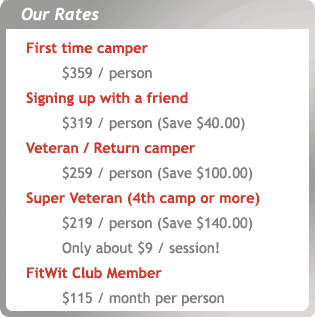 Our Rates
First time camper
$359 / person
Signing up with a friend
$319 / person (Save $40.00)
Veteran / Return camper
$259 / person (Save $100.00)
Super Veteran (4th camp or more)
$219 / person (Save $140.00)
Only about $9 / session!
FitWit Club Member
$115 / month per person